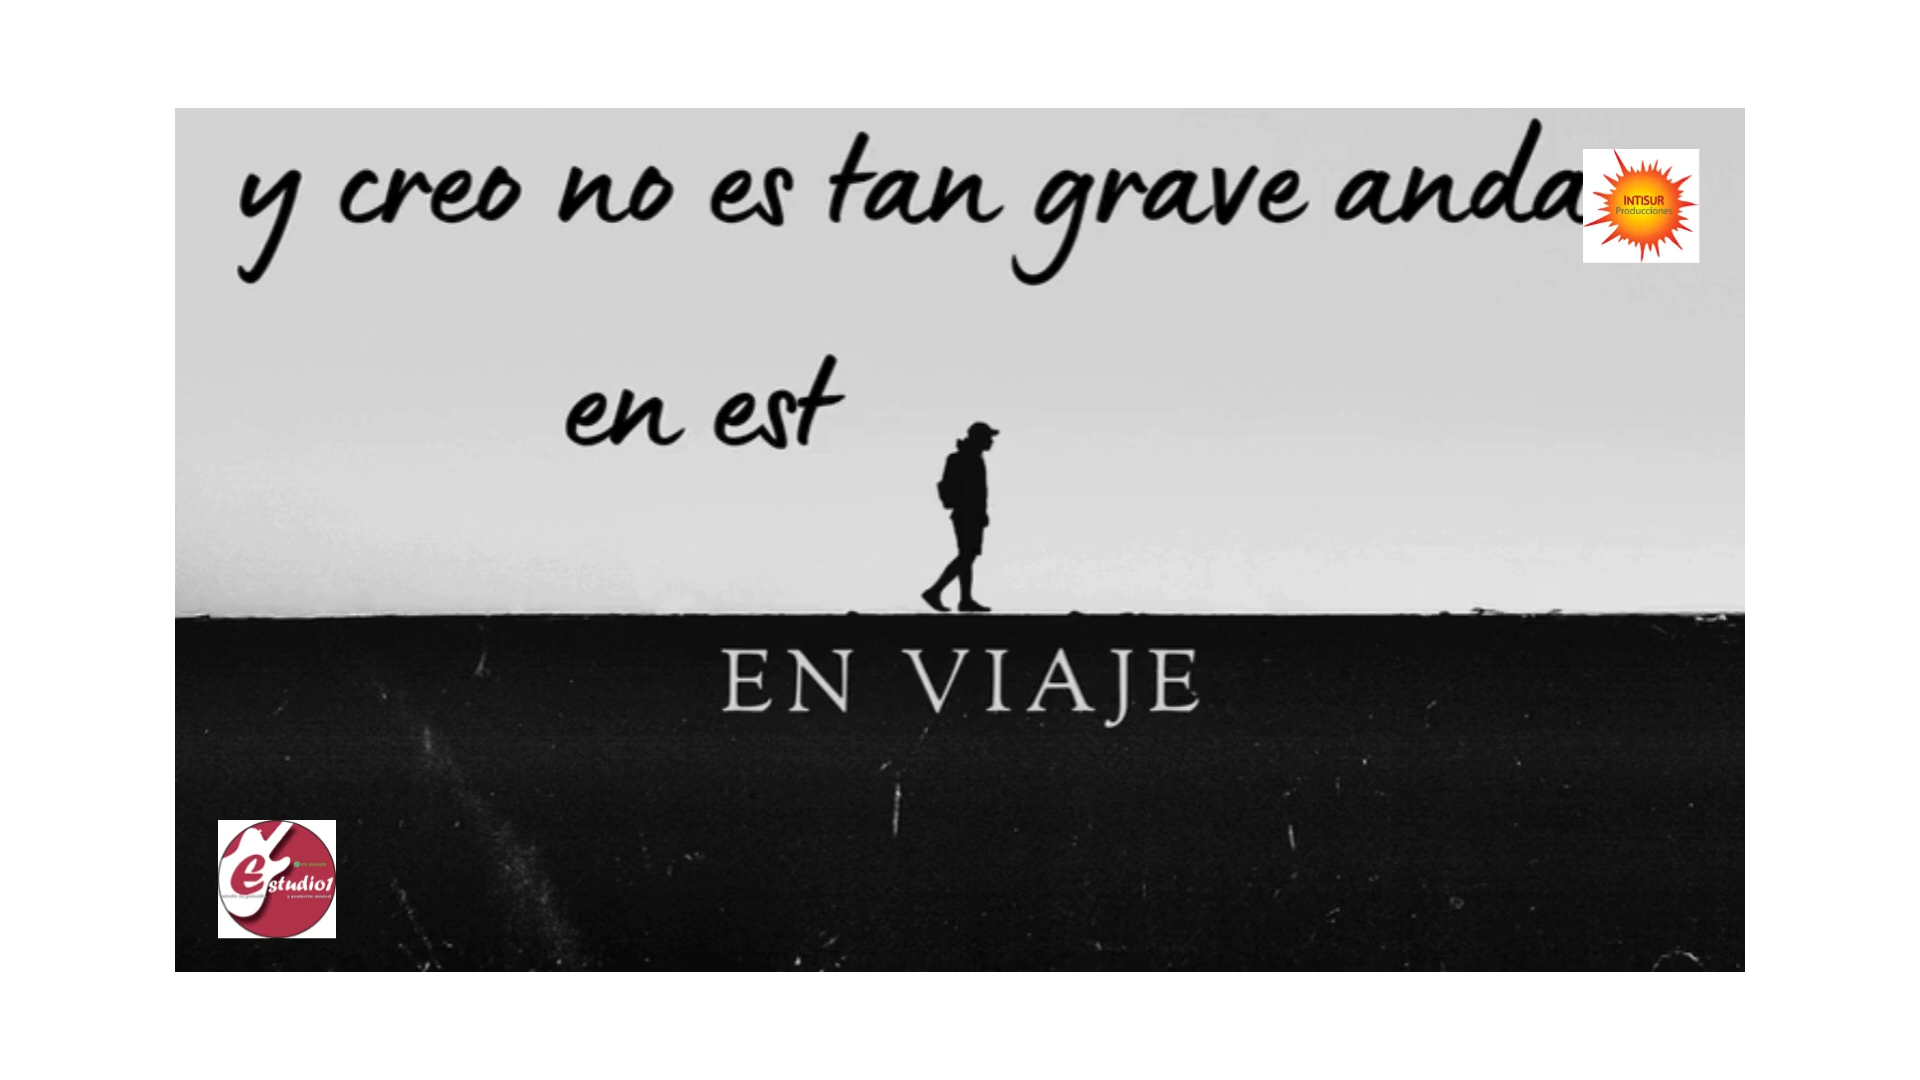 y creo no es tan grave anda
INTISUR
Producciones
en est
EN VIAJE
estudio1